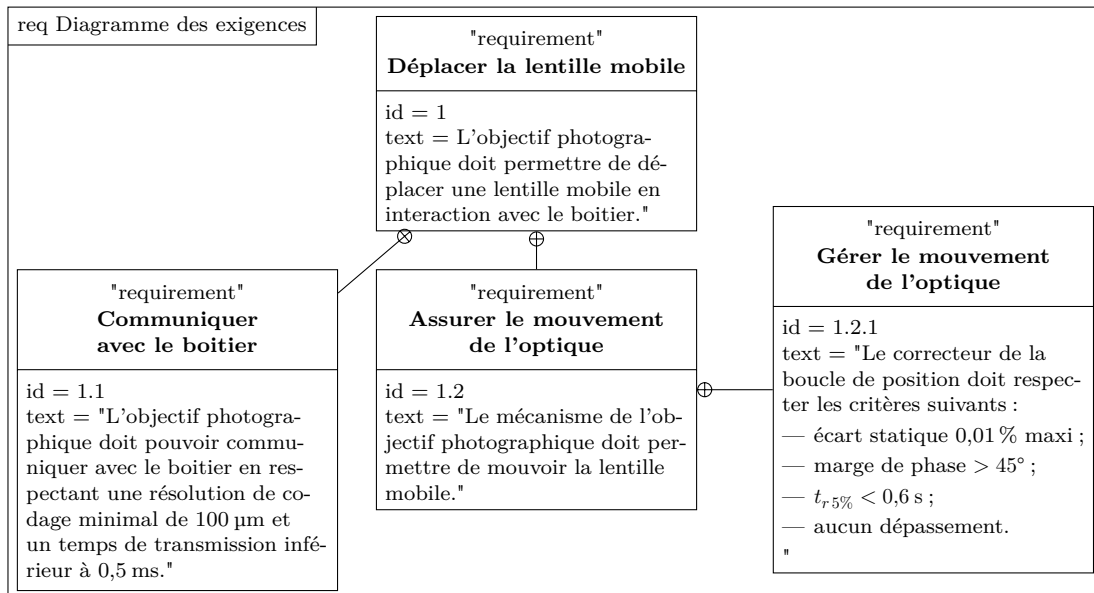 req Diagramme des exigences
"requirement"
Déplacer la lentille mobile
id = 1
text = L'objectif photogra-
phique doit permettre de dé-
placer une lentille mobile en
interaction avec le boitier."
"requirement"
Communiquer
avec le boitier
id = 1.1
text = "L'objectif photogra-
phique doit pouvoir commu-
niquer avec le boitier en res-
pectant une résolution de co-
dage minimal de 100 µm et
un temps de transmission infé-
rieur à 0,5 ms."
"requirement"
Assurer le mouvement
de l'optique
id = 1.2
text = "Le mécanisme de l'ob-
jectif photographique doit per-
mettre de mouvoir la lentille
mobile."
"requirement"
Gérer le mouvement
de l'optique
id = 1.2.1
text = "Le correcteur de la
boucle de position doit respec-
ter les critères suivants :
— écart statique 0,01 % maxi ;
— marge de phase > 45° ;
— t_{r 5%} < 0,6 s ;
— aucun dépassement.
"